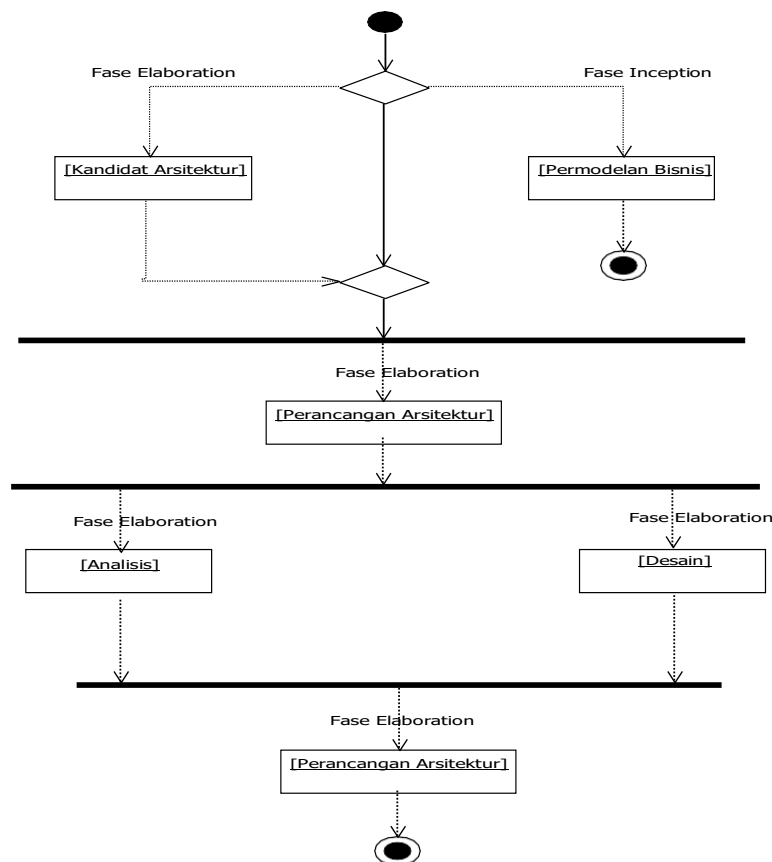 Fase Elaboration
Fase Inception
[Kandidat Arsitektur]
[Permodelan Bisnis]
Fase Elaboration
[Perancangan Arsitektur]
Fase Elaboration
Fase Elaboration
[Analisis]
[Desain]
Fase Elaboration
[Perancangan Arsitektur]